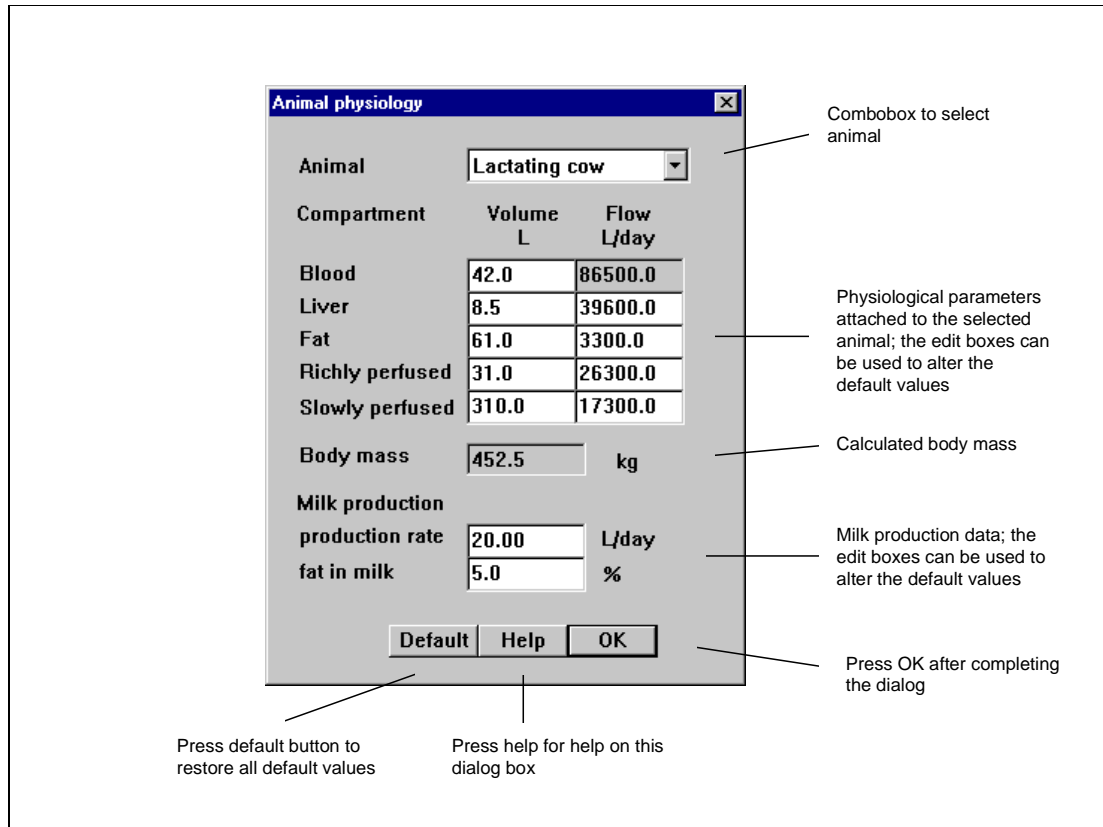 Animal physiology
Combobox to select
animal
Animal Lactating cow
Compartment Volume Flow
L L/day
Blood 42.0 86500.0
Liver 8.5 39600.0
Fat 61.0 3300.0
Richly perfused 31.0 26300.0
Slowly perfused 310.0 17300.0
Physiological parameters
attached to the selected
animal; the edit boxes can
be used to alter the
default values
Body mass 452.5 kg
Calculated body mass
Milk production
production rate 20.00 L/day
fat in milk 5.0 %
Milk production data; the
edit boxes can be used to
alter the default values
Default Help OK
Press OK after completing
the dialog
Press default button to
restore all default values
Press help for help on this
dialog box